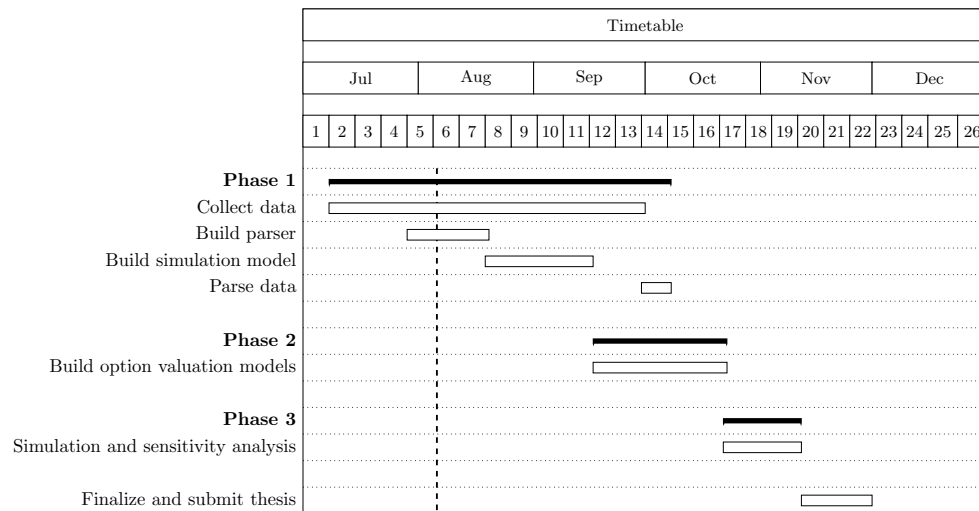 Timetable
Jul Aug Sep Oct Nov Dec
1 2 3 4 5 6 7 8 9 10 11 12 13 14 15 16 17 18 19 20 21 22 23 24 25 26
Phase 1
Collect data
Build parser
Build simulation model
Parse data
Phase 2
Build option valuation models
Phase 3
Simulation and sensitivity analysis
Finalize and submit thesis